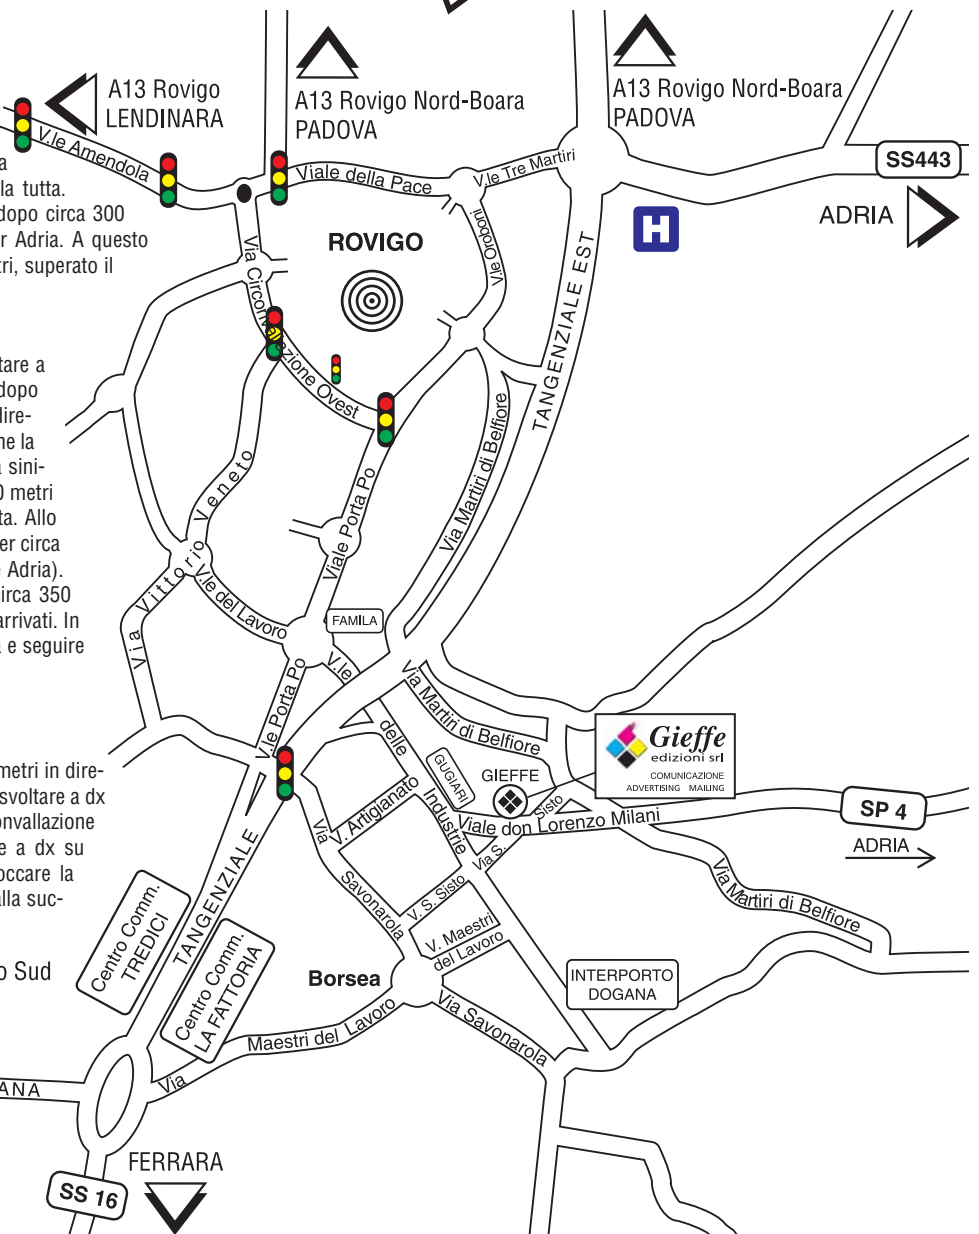 A13 Rovigo
LENDINARA
A13 Rovigo Nord-Boara
PADOVA
A13 Rovigo Nord-Boara
PADOVA
V.le Amendola
Viale della Pace
V.le Tre Martiri
SS443
ADRIA
H
a
la tutta.
dopo circa 300
r Adria. A questo
tri, superato il
ROVIGO
V.le Oroboni
Via Circonvallazione Ovest
TANGENZIALE EST
tare a
dopo
dire-
ne la
a sini-
0 metri
ta. Allo
er circa
e Adria).
circa 350
arrivati. In
a e seguire
Via Vittorio Veneto
Viale Porta Po
Via Martiri di Belfiore
V.le del Lavoro
FAMILA
V.le Porta Po
V.le delle Industrie
Via Martiri di Belfiore
Gieffe
edizioni srl
COMUNICAZIONE
ADVERTISING MAILING
GUGIARI
GIEFFE
metri in dire-
svoltare a dx
onvallazione
e a dx su
occare la
alla suc-
o Sud
V. Artigianato
Via Savonarola
Viale don Lorenzo Milani
Via S. Sisto
SP 4
ADRIA
V. S. Sisto
Via Martiri di Belfiore
TANGENZIALE
Centro Comm.
TREDICI
Centro Comm.
LA FATTORIA
V. Maestri
del Lavoro
Borsea
INTERPORTO
DOGANA
Via Maestri del Lavoro
Via Savonarola
ANA
FERRARA
SS 16